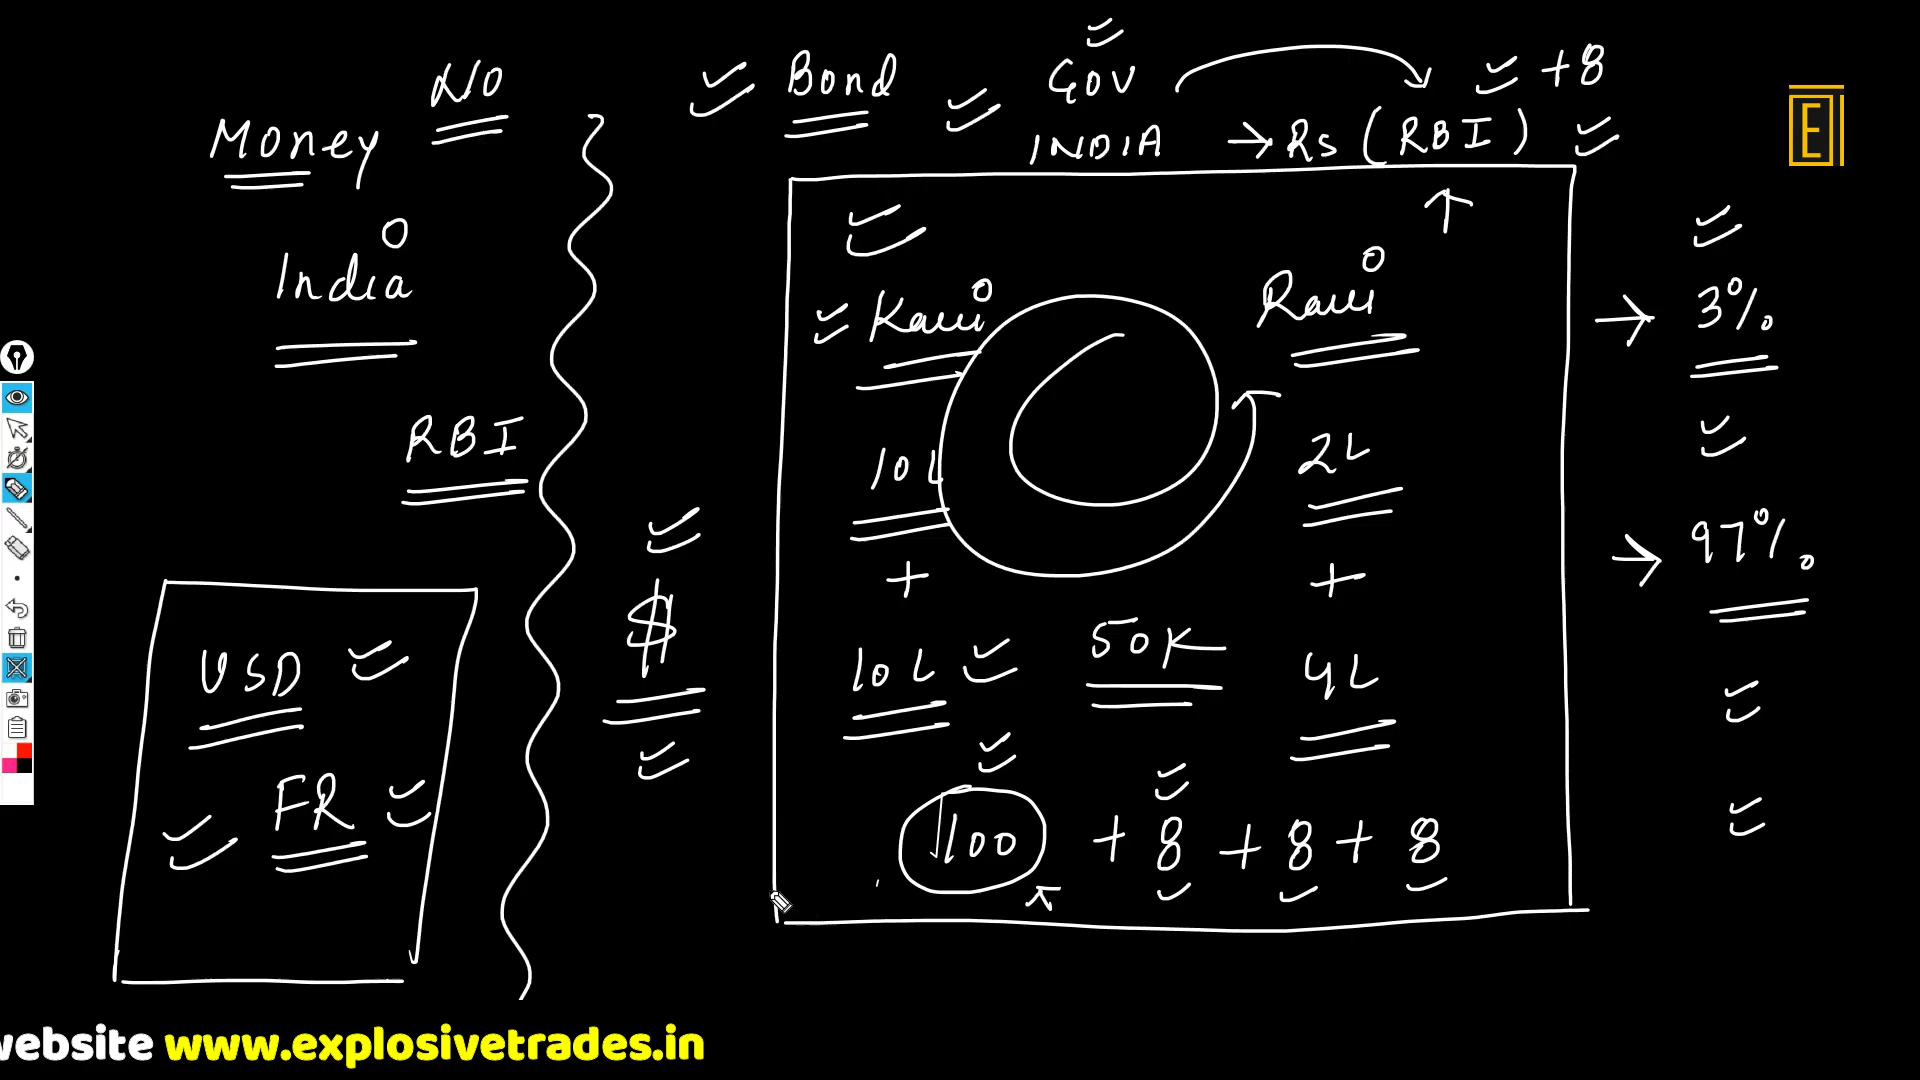 Money NO
India
RBI
USD
FR
$
Bond
GOV
INDIA → Rs (RBI)
+8
Ravi
10L
2L
+
+
10L
50K
4L
100 + 8 + 8 + 8
→ 3%
→ 97%
E
website www.explosivetrades.in